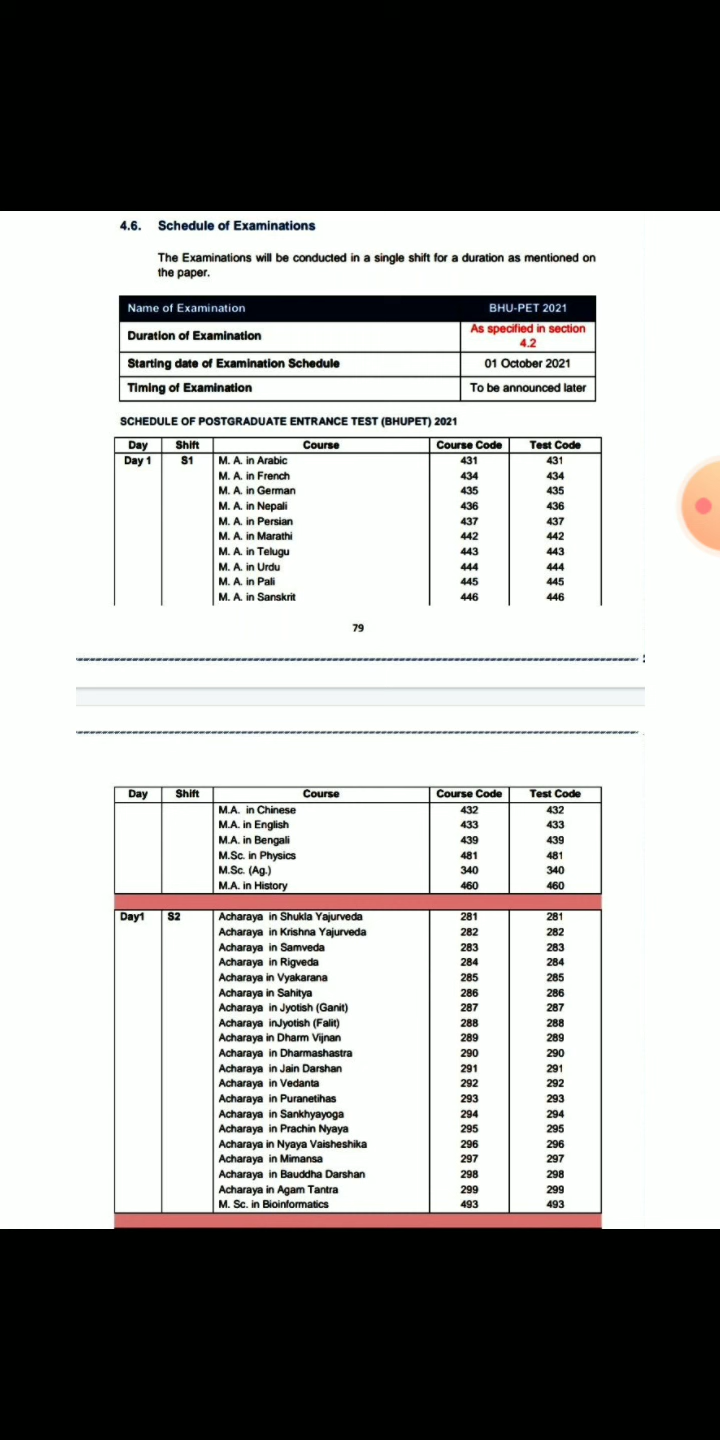 4.6. Schedule of Examinations
The Examinations will be conducted in a single shift for a duration as mentioned on
the paper.
Name of Examination BHU-PET 2021
Duration of Examination As specified in section
4.2
Starting date of Examination Schedule 01 October 2021
Timing of Examination To be announced later
SCHEDULE OF POSTGRADUATE ENTRANCE TEST (BHUPET) 2021
Day Shift Course Course Code Test Code
Day 1 S1 M. A. in Arabic 431 431
M. A. in French 434 434
M. A. in German 435 435
M. A. in Nepali 436 436
M. A. in Persian 437 437
M. A. in Marathi 442 442
M. A. in Telugu 443 443
M. A. in Urdu 444 444
M. A. in Pali 445 445
M. A. in Sanskrit 446 446
79
Day Shift Course Course Code Test Code
M.A. in Chinese 432 432
M.A. in English 433 433
M.A. in Bengali 439 439
M.Sc. in Physics 481 481
M.Sc. (Ag.) 340 340
M.A. in History 460 460
Day1 S2 Acharaya in Shukla Yajurveda 281 281
Acharaya in Krishna Yajurveda 282 282
Acharaya in Samveda 283 283
Acharaya in Rigveda 284 284
Acharaya in Vyakarana 285 285
Acharaya in Sahitya 286 286
Acharaya in Jyotish (Ganit) 287 287
Acharaya inJyotish (Falit) 288 288
Acharaya in Dharm Vijnan 289 289
Acharaya in Dharmashastra 290 290
Acharaya in Jain Darshan 291 291
Acharaya in Vedanta 292 292
Acharaya in Puranetihas 293 293
Acharaya in Sankhyayoga 294 294
Acharaya in Prachin Nyaya 295 295
Acharaya in Nyaya Vaisheshika 296 296
Acharaya in Mimansa 297 297
Acharaya in Bauddha Darshan 298 298
Acharaya in Agam Tantra 299 299
M. Sc. in Bioinformatics 493 493